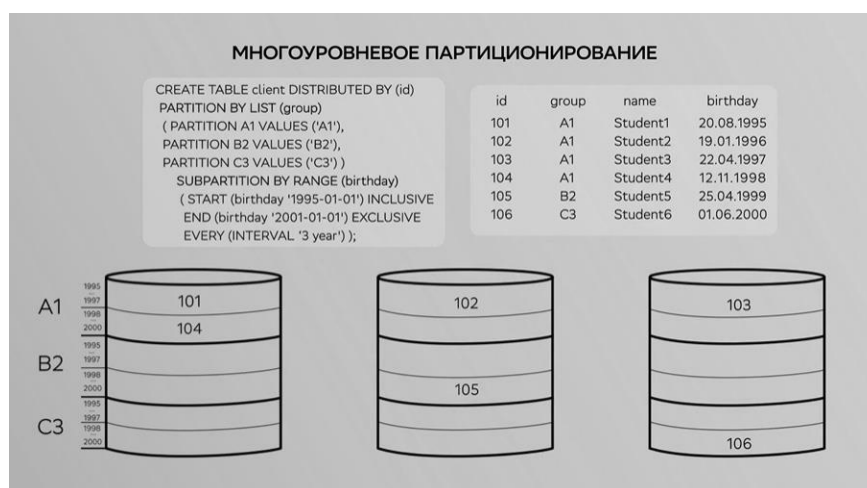 МНОГОУРОВНЕВОЕ ПАРТИЦИОНИРОВАНИЕ
CREATE TABLE client DISTRIBUTED BY (id)
PARTITION BY LIST (group)
( PARTITION A1 VALUES ('A1'),
PARTITION B2 VALUES ('B2'),
PARTITION C3 VALUES ('C3') )
SUBPARTITION BY RANGE (birthday)
( START (birthday '1995-01-01') INCLUSIVE
END (birthday '2001-01-01') EXCLUSIVE
EVERY (INTERVAL '3 year') );
id group name birthday
101 A1 Student1 20.08.1995
102 A1 Student2 19.01.1996
103 A1 Student3 22.04.1997
104 A1 Student4 12.11.1998
105 B2 Student5 25.04.1999
106 C3 Student6 01.06.2000
A1
1995
...
1997
1998
...
2000
101
104
102
103
B2
1995
...
1997
1998
...
2000
105
C3
1995
...
1997
1998
...
2000
106